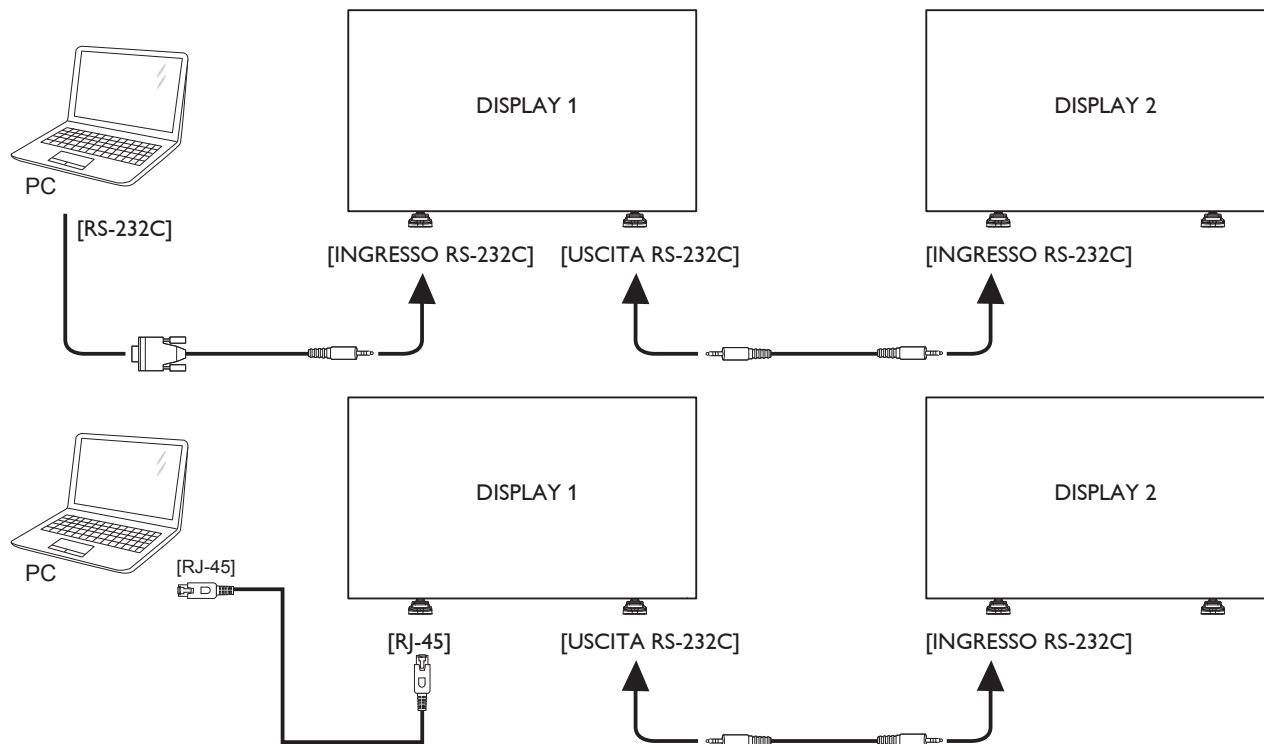 DISPLAY 1
DISPLAY 2
PC
[RS-232C]
[INGRESSO RS-232C]
[USCITA RS-232C]
[INGRESSO RS-232C]
DISPLAY 1
DISPLAY 2
PC
[RJ-45]
[RJ-45]
[USCITA RS-232C]
[INGRESSO RS-232C]